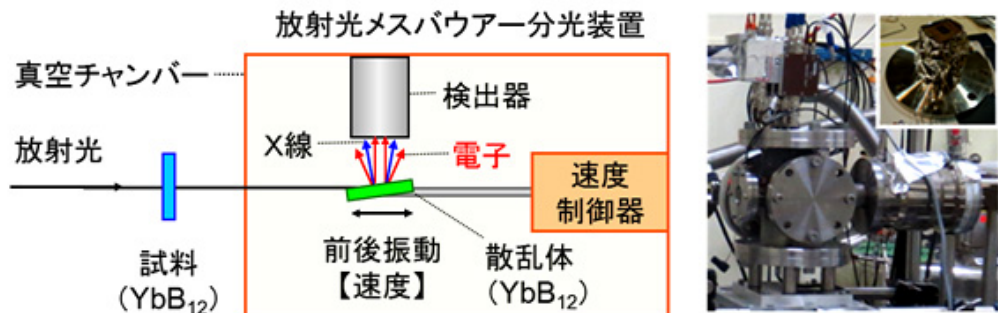 放射光メスバウアー分光装置
真空チャンバー
検出器
X線
電子
放射光
速度
制御器
試料
(YbB12)
前後振動
【速度】
散乱体
(YbB12)